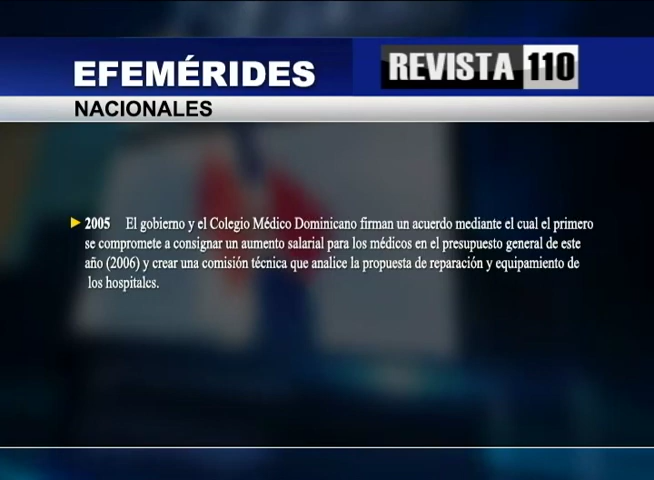 EFEMÉRIDES
REVISTA 110
NACIONALES
2005 El gobierno y el Colegio Médico Dominicano firman un acuerdo mediante el cual el primero
se compromete a consignar un aumento salarial para los médicos en el presupuesto general de este
año (2006) y crear una comisión técnica que analice la propuesta de reparación y equipamiento de
los hospitales.